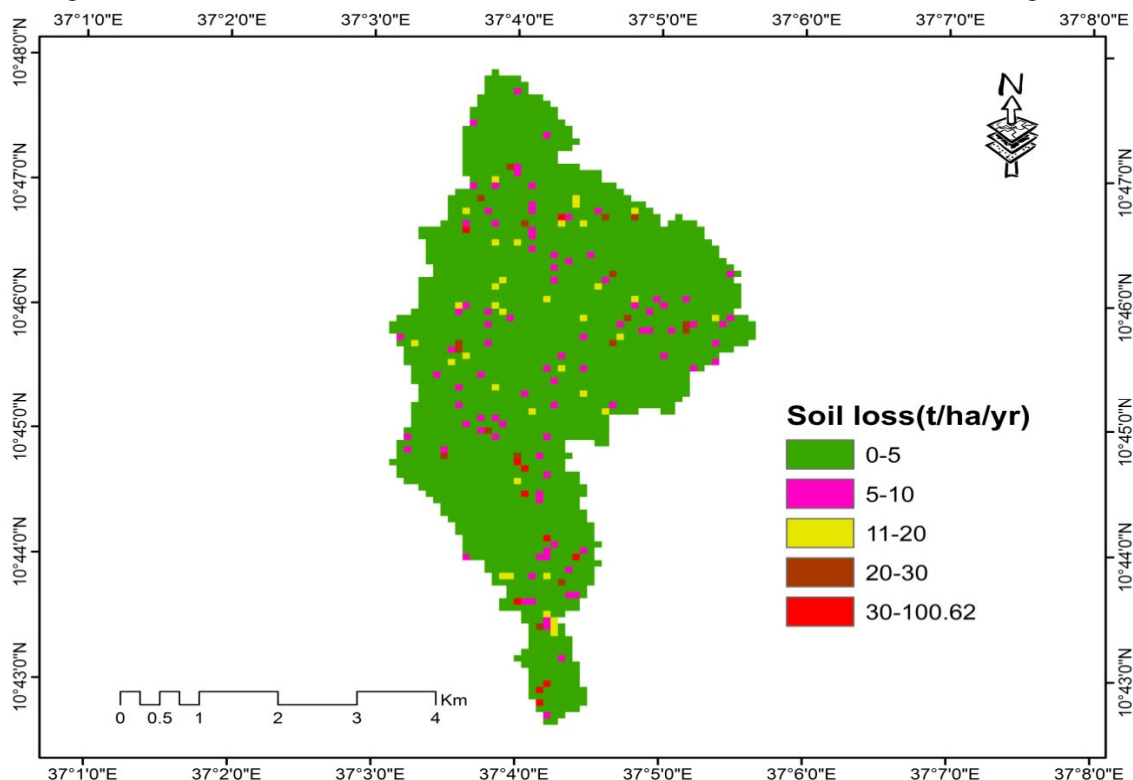 37°1'0"E 37°2'0"E 37°3'0"E 37°4'0"E 37°5'0"E 37°6'0"E 37°7'0"E 37°8'0"E
10°48'0"N
N
10°47'0"N 10°47'0"N
10°46'0"N 10°46'0"N
Soil loss(t/ha/yr)
10°45'0"N 10°45'0"N
0-5
5-10
11-20
10°44'0"N 10°44'0"N
20-30
30-100.62
10°43'0"N 10°43'0"N
Km
0 0.5 1 2 3 4
37°1'0"E 37°2'0"E 37°3'0"E 37°4'0"E 37°5'0"E 37°6'0"E 37°7'0"E 37°8'0"E